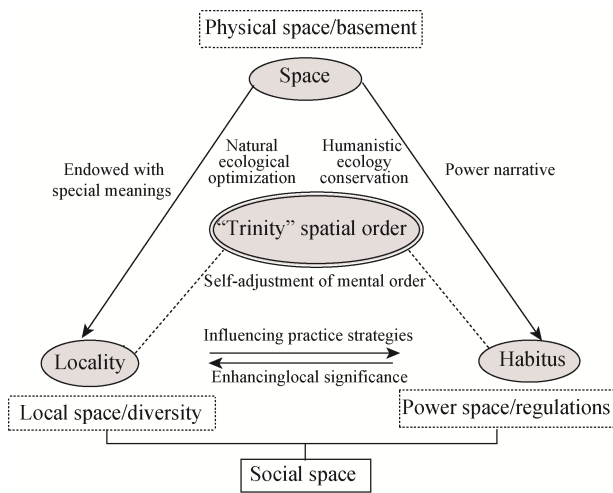 Physical space/basement
Space
Natural
ecological
optimization
Humanistic
ecology
conservation
Endowed with
special meanings
Power narrative
“Trinity” spatial order
Self-adjustment of mental order
Influencing practice strategies
Locality
Habitus
Enhancinglocal significance
Local space/diversity
Power space/regulations
Social space